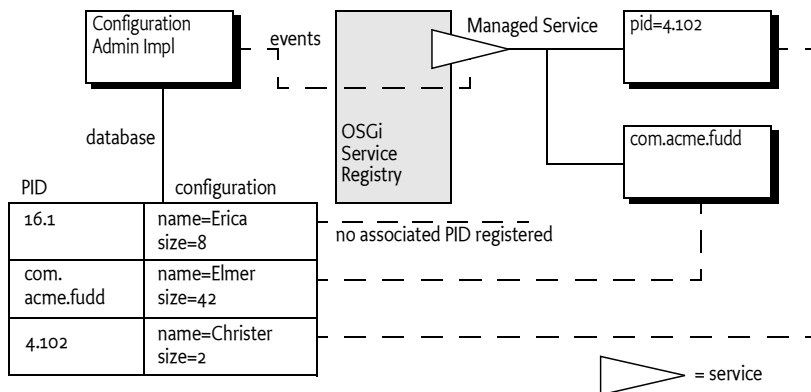 Configuration
Admin Impl
events
Managed Service
pid=4.102
database
OSGi
Service
Registry
com.acme.fudd
PID
configuration
16.1
name=Erica
size=8
no associated PID registered
com.
acme.fudd
name=Elmer
size=42
4.102
name=Christer
size=2
= service